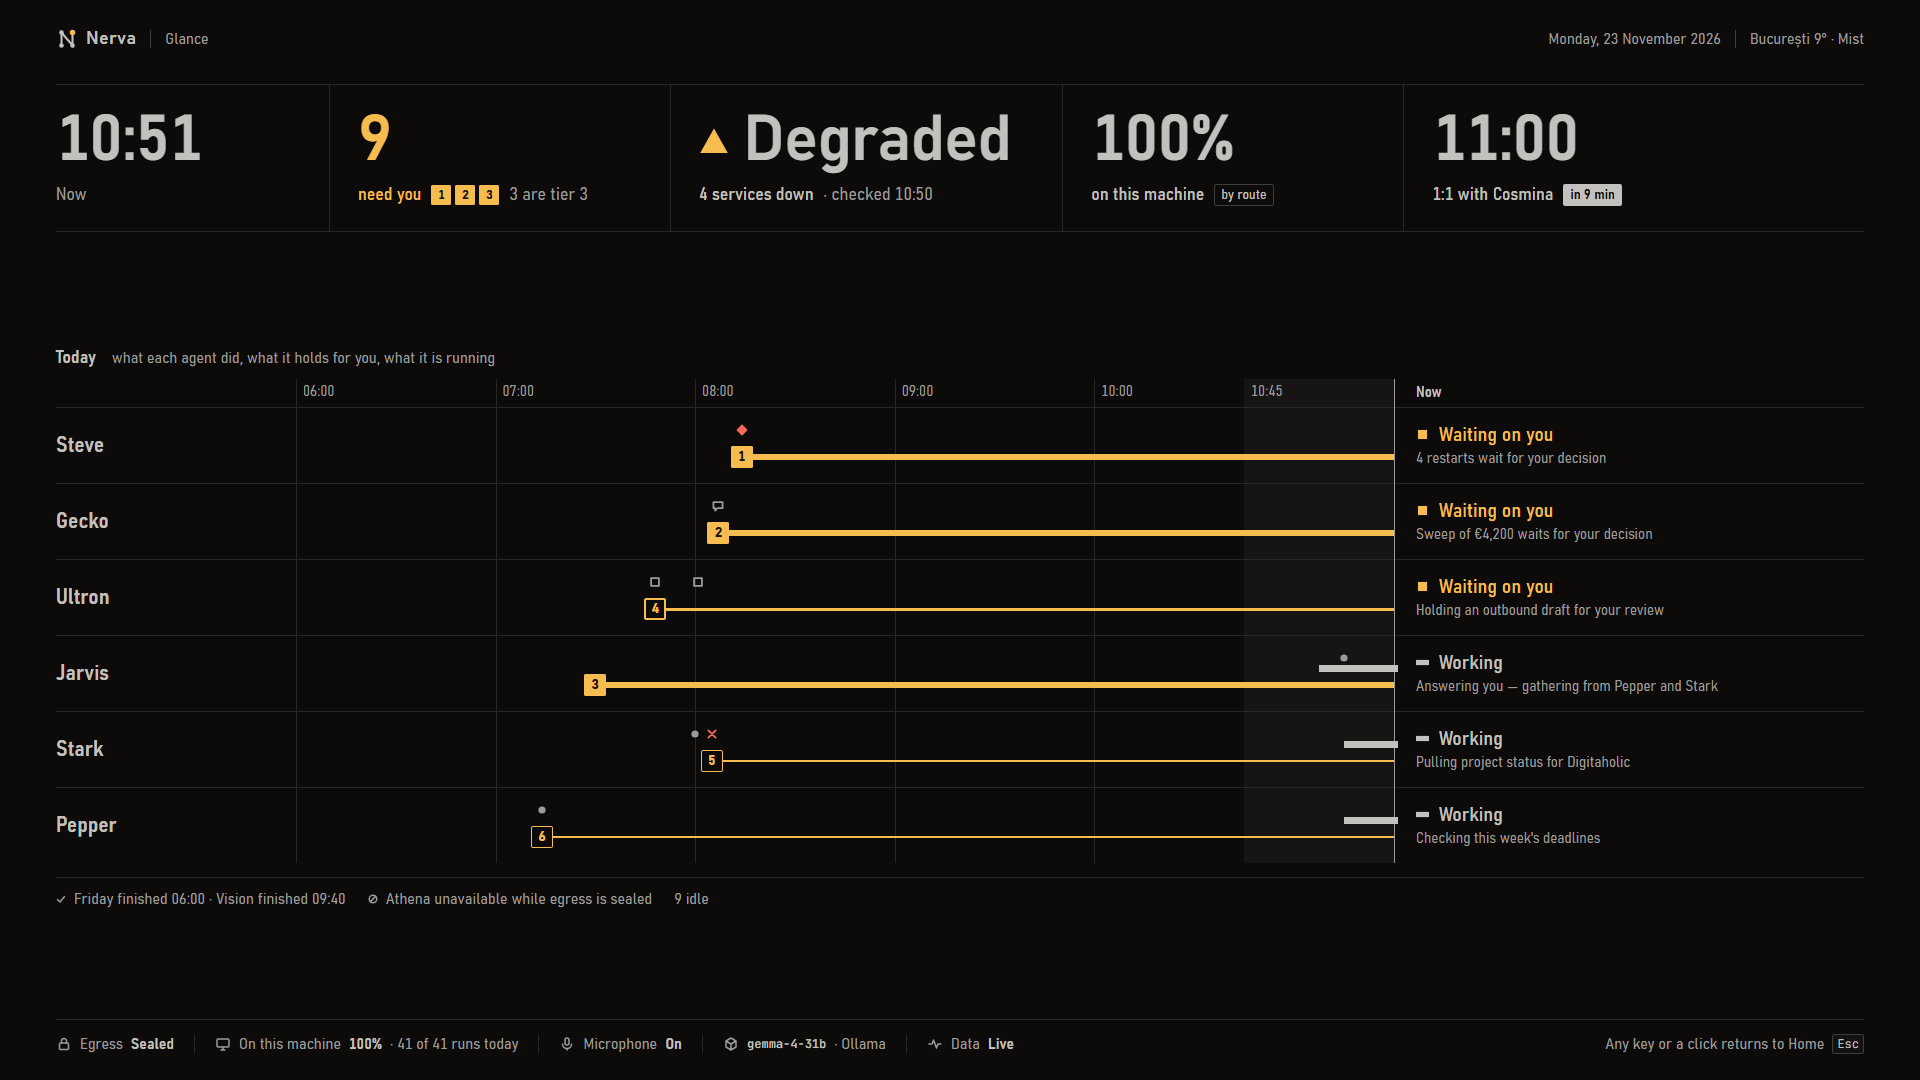 Nerva Glance Monday, 23 November 2026 București 9° · Mist
10:51
Now
9
need you 1 2 3 3 are tier 3
Degraded
4 services down · checked 10:50
100%
on this machine by route
11:00
1:1 with Cosmina in 9 min
Today what each agent did, what it holds for you, what it is running
06:00 07:00 08:00 09:00 10:00 10:45 Now
Steve
1
Waiting on you
4 restarts wait for your decision
Gecko
2
Waiting on you
Sweep of €4,200 waits for your decision
Ultron
4
Waiting on you
Holding an outbound draft for your review
Jarvis
3
Working
Answering you — gathering from Pepper and Stark
Stark
5
Working
Pulling project status for Digitaholic
Pepper
6
Working
Checking this week's deadlines
Friday finished 06:00 · Vision finished 09:40 Athena unavailable while egress is sealed 9 idle
Egress Sealed On this machine 100% · 41 of 41 runs today Microphone On gemma-4-31b · Ollama Data Live Any key or a click returns to Home Esc